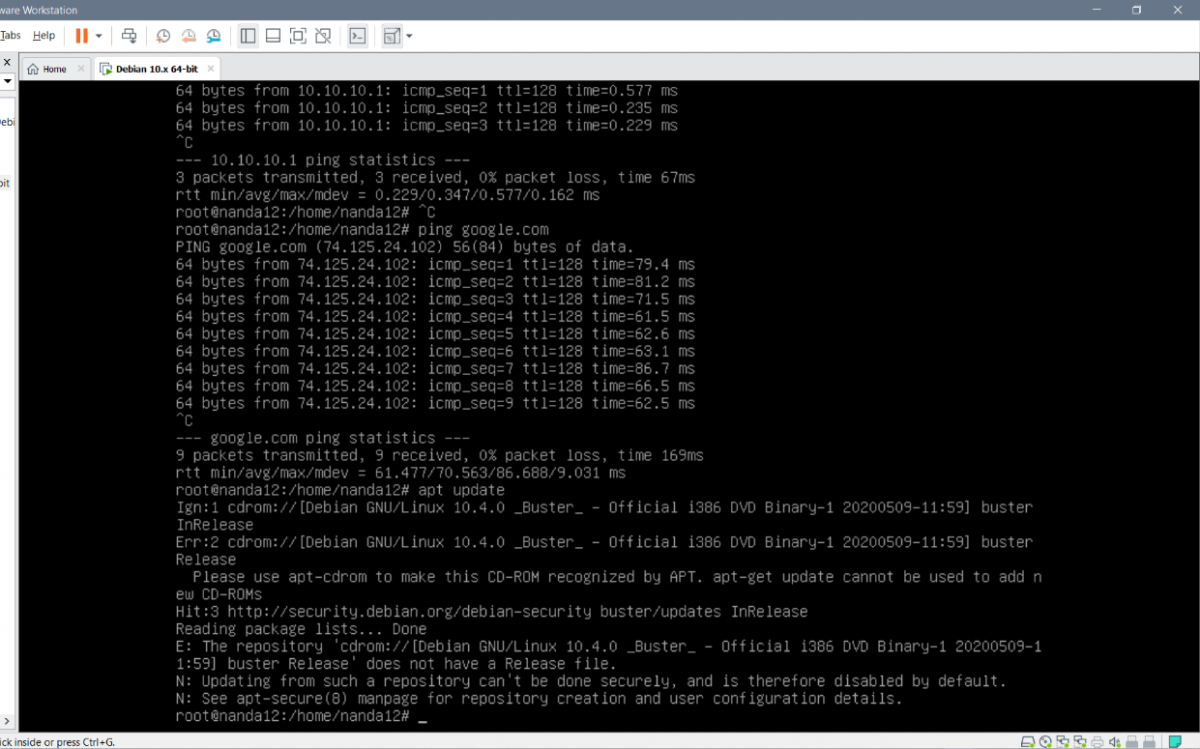 ware Workstation
Tabs Help
Home
Debian 10.x 64-bit
64 bytes from 10.10.10.1: icmp_seq=1 ttl=128 time=0.577 ms
64 bytes from 10.10.10.1: icmp_seq=2 ttl=128 time=0.235 ms
64 bytes from 10.10.10.1: icmp_seq=3 ttl=128 time=0.229 ms
^C
--- 10.10.10.1 ping statistics ---
3 packets transmitted, 3 received, 0% packet loss, time 67ms
rtt min/avg/max/mdev = 0.229/0.347/0.577/0.162 ms
root@nanda12:/home/nanda12# ^C
root@nanda12:/home/nanda12# ping google.com
PING google.com (74.125.24.102) 56(84) bytes of data.
64 bytes from 74.125.24.102: icmp_seq=1 ttl=128 time=79.4 ms
64 bytes from 74.125.24.102: icmp_seq=2 ttl=128 time=81.2 ms
64 bytes from 74.125.24.102: icmp_seq=3 ttl=128 time=71.5 ms
64 bytes from 74.125.24.102: icmp_seq=4 ttl=128 time=61.5 ms
64 bytes from 74.125.24.102: icmp_seq=5 ttl=128 time=62.6 ms
64 bytes from 74.125.24.102: icmp_seq=6 ttl=128 time=63.1 ms
64 bytes from 74.125.24.102: icmp_seq=7 ttl=128 time=86.7 ms
64 bytes from 74.125.24.102: icmp_seq=8 ttl=128 time=66.5 ms
64 bytes from 74.125.24.102: icmp_seq=9 ttl=128 time=62.5 ms
^C
--- google.com ping statistics ---
9 packets transmitted, 9 received, 0% packet loss, time 169ms
rtt min/avg/max/mdev = 61.477/70.563/86.688/9.031 ms
root@nanda12:/home/nanda12# apt update
Ign:1 cdrom://[Debian GNU/Linux 10.4.0 _Buster_ - Official i386 DVD Binary-1 20200509-11:59] buster
InRelease
Err:2 cdrom://[Debian GNU/Linux 10.4.0 _Buster_ - Official i386 DVD Binary-1 20200509-11:59] buster
Release
Please use apt-cdrom to make this CD-ROM recognized by APT. apt-get update cannot be used to add n
ew CD-ROMs
Hit:3 http://security.debian.org/debian-security buster/updates InRelease
Reading package lists... Done
E: The repository 'cdrom://[Debian GNU/Linux 10.4.0 _Buster_ - Official i386 DVD Binary-1 20200509-1
1:59] buster Release' does not have a Release file.
N: Updating from such a repository can't be done securely, and is therefore disabled by default.
N: See apt-secure(8) manpage for repository creation and user configuration details.
root@nanda12:/home/nanda12# _
ebi
bit
ick inside or press Ctrl+G.